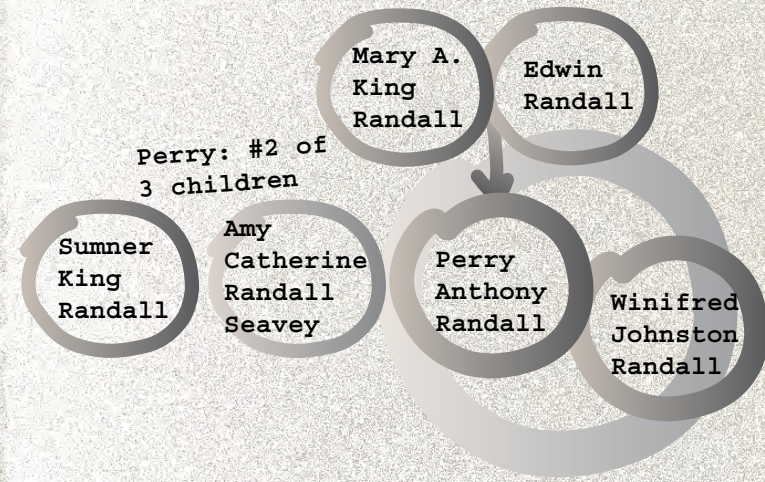 Mary A.
King
Randall
Edwin
Randall
Perry: #2 of
3 children
Sumner
King
Randall
Amy
Catherine
Randall
Seavey
Perry
Anthony
Randall
Winifred
Johnston
Randall